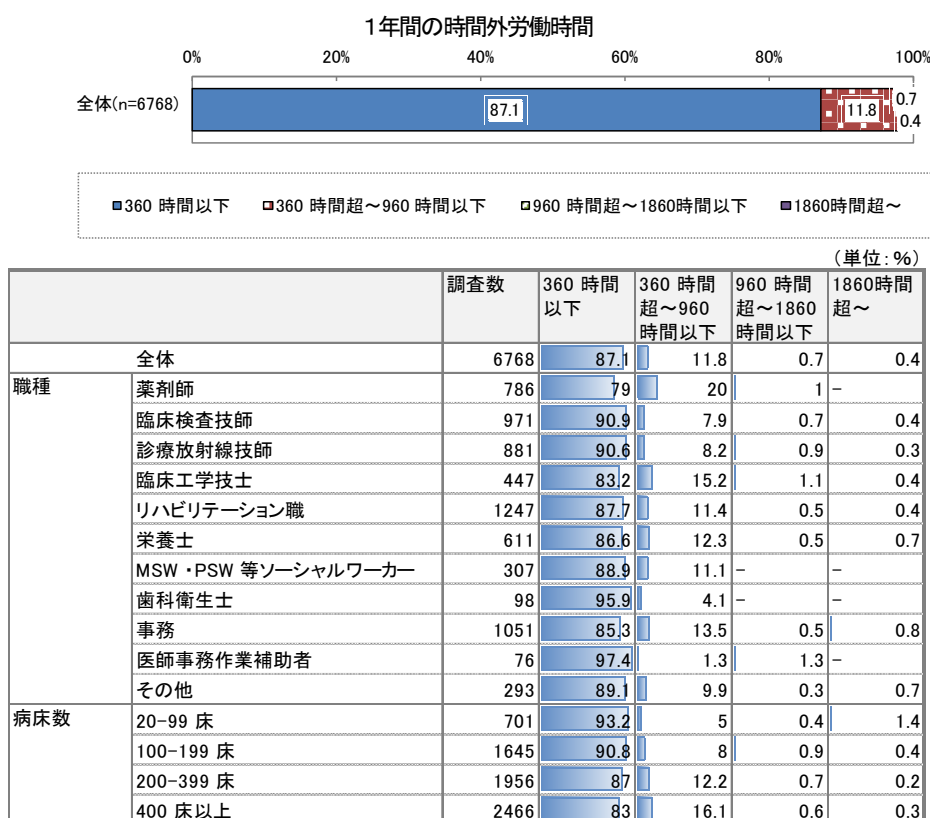 1年間の時間外労働時間
0% 20% 40% 60% 80% 100%
全体(n=6768) 87.1 11.8 0.7
0.4
360 時間以下 360 時間超～960 時間以下 960 時間超～1860時間以下 1860時間超～
（単位：%）
調査数 360 時間以下 360 時間超～960時間以下 960 時間超～1860時間以下 1860時間超～
全体 6768 87.1 11.8 0.7 0.4
職種 薬剤師 786 79 20 1 －
臨床検査技師 971 90.9 7.9 0.7 0.4
診療放射線技師 881 90.6 8.2 0.9 0.3
臨床工学技士 447 83.2 15.2 1.1 0.4
リハビリテーション職 1247 87.7 11.4 0.5 0.4
栄養士 611 86.6 12.3 0.5 0.7
MSW・PSW 等ソーシャルワーカー 307 88.9 11.1 － －
歯科衛生士 98 95.9 4.1 － －
事務 1051 85.3 13.5 0.5 0.8
医師事務作業補助者 76 97.4 1.3 1.3 －
その他 293 89.1 9.9 0.3 0.7
病床数 20-99 床 701 93.2 5 0.4 1.4
100-199 床 1645 90.8 8 0.9 0.4
200-399 床 1956 87 12.2 0.7 0.2
400 床以上 2466 83 16.1 0.6 0.3